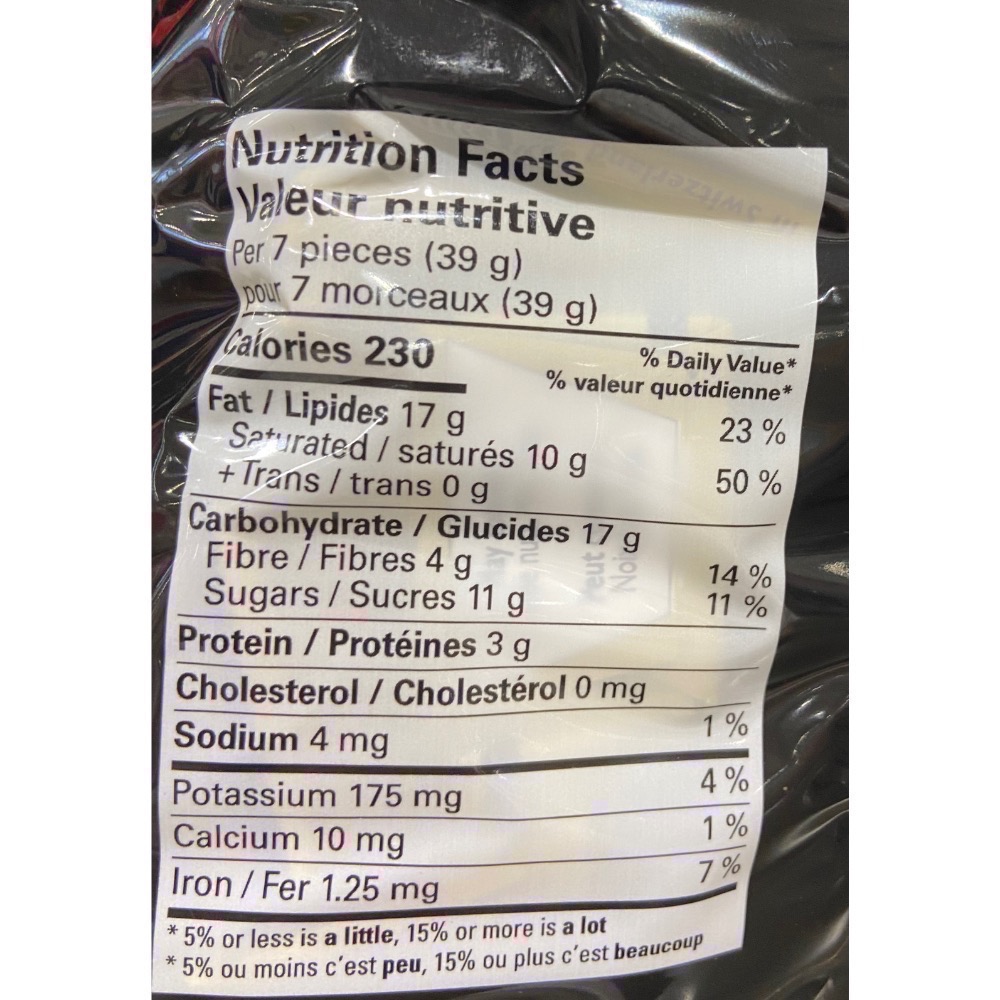 Nutrition Facts
Valeur nutritive
Per 7 pieces (39 g)
pour 7 morceaux (39 g)
Calories 230
% Daily Value*
% valeur quotidienne*
Fat / Lipides 17 g 23 %
Saturated / saturés 10 g
+ Trans / trans 0 g 50 %
Carbohydrate / Glucides 17 g
Fibre / Fibres 4 g 14 %
Sugars / Sucres 11 g 11 %
Protein / Protéines 3 g
Cholesterol / Cholestérol 0 mg
Sodium 4 mg 1 %
Potassium 175 mg 4 %
Calcium 10 mg 1 %
Iron / Fer 1.25 mg 7 %
* 5% or less is a little, 15% or more is a lot
* 5% ou moins c'est peu, 15% ou plus c'est beaucoup